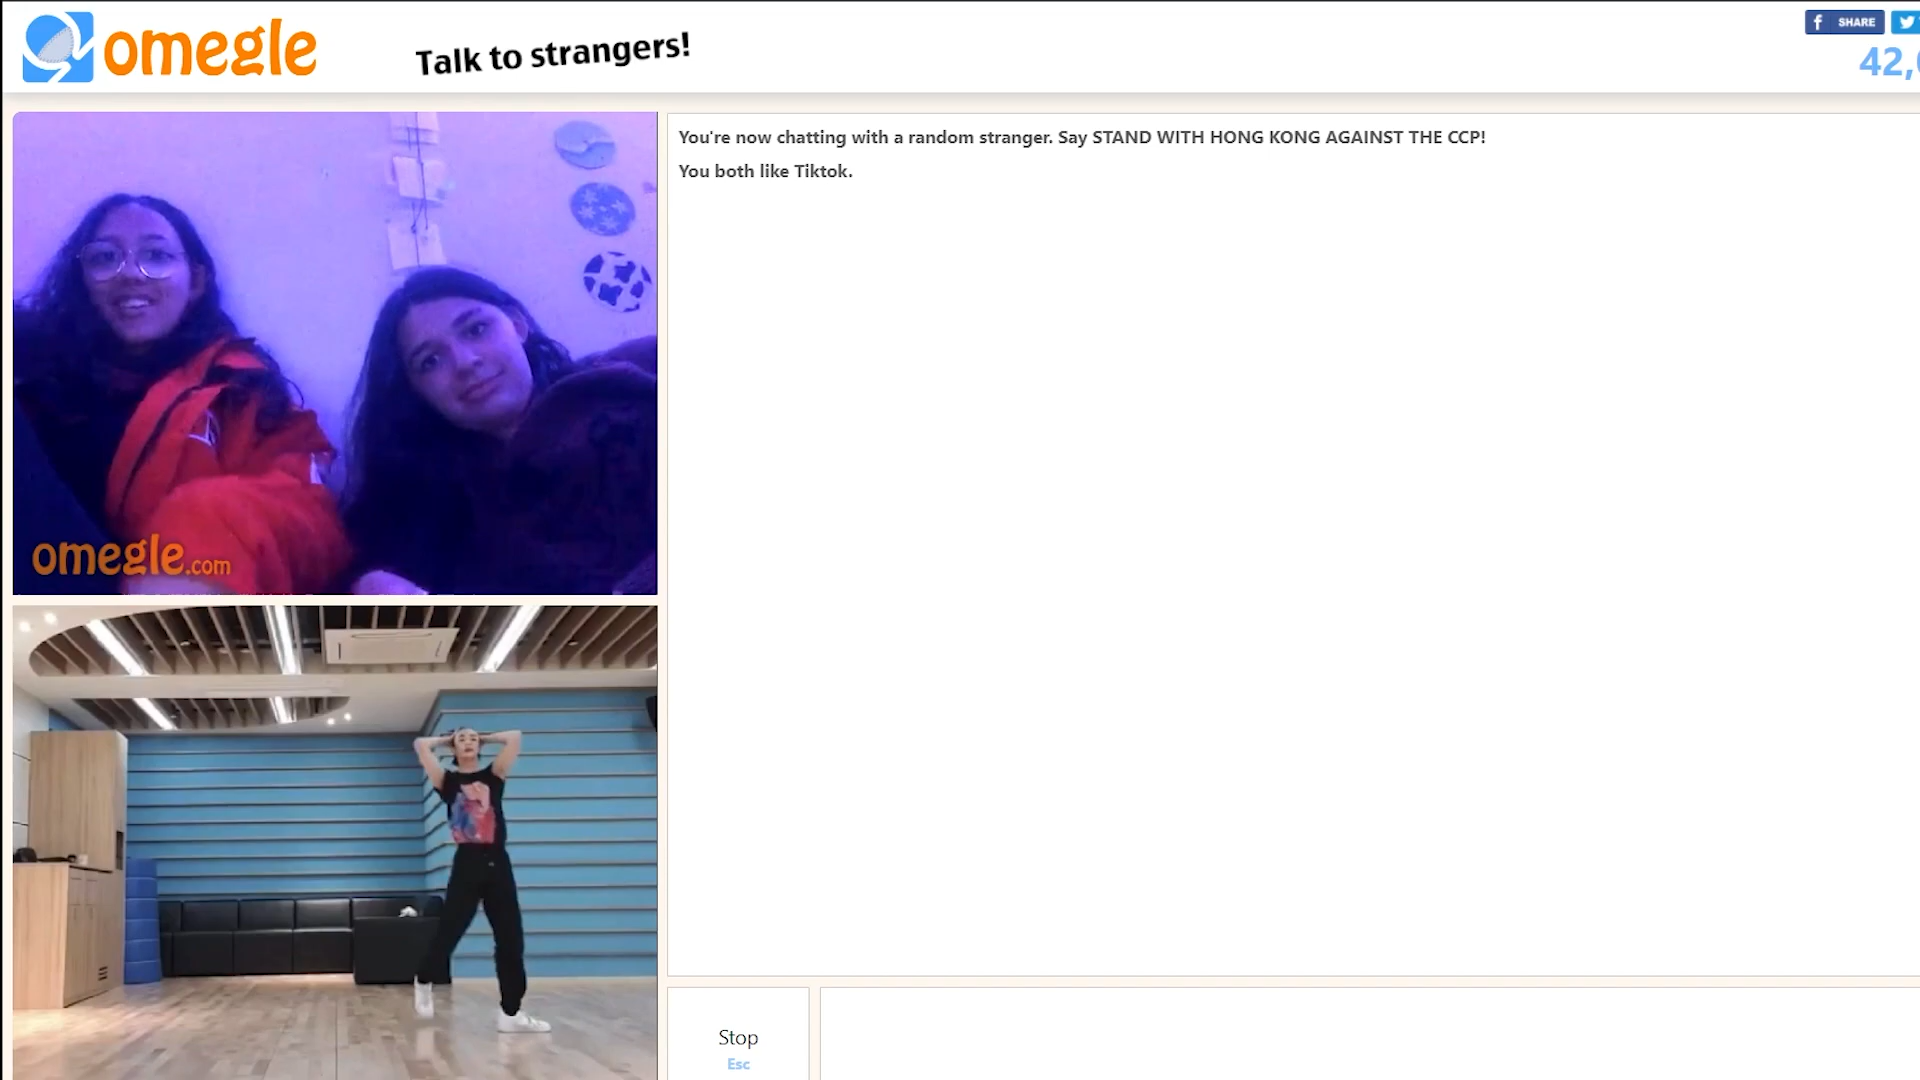 omegle
Talk to strangers!
f SHARE
42,
You're now chatting with a random stranger. Say STAND WITH HONG KONG AGAINST THE CCP!
You both like Tiktok.
omegle.com
Stop
Esc